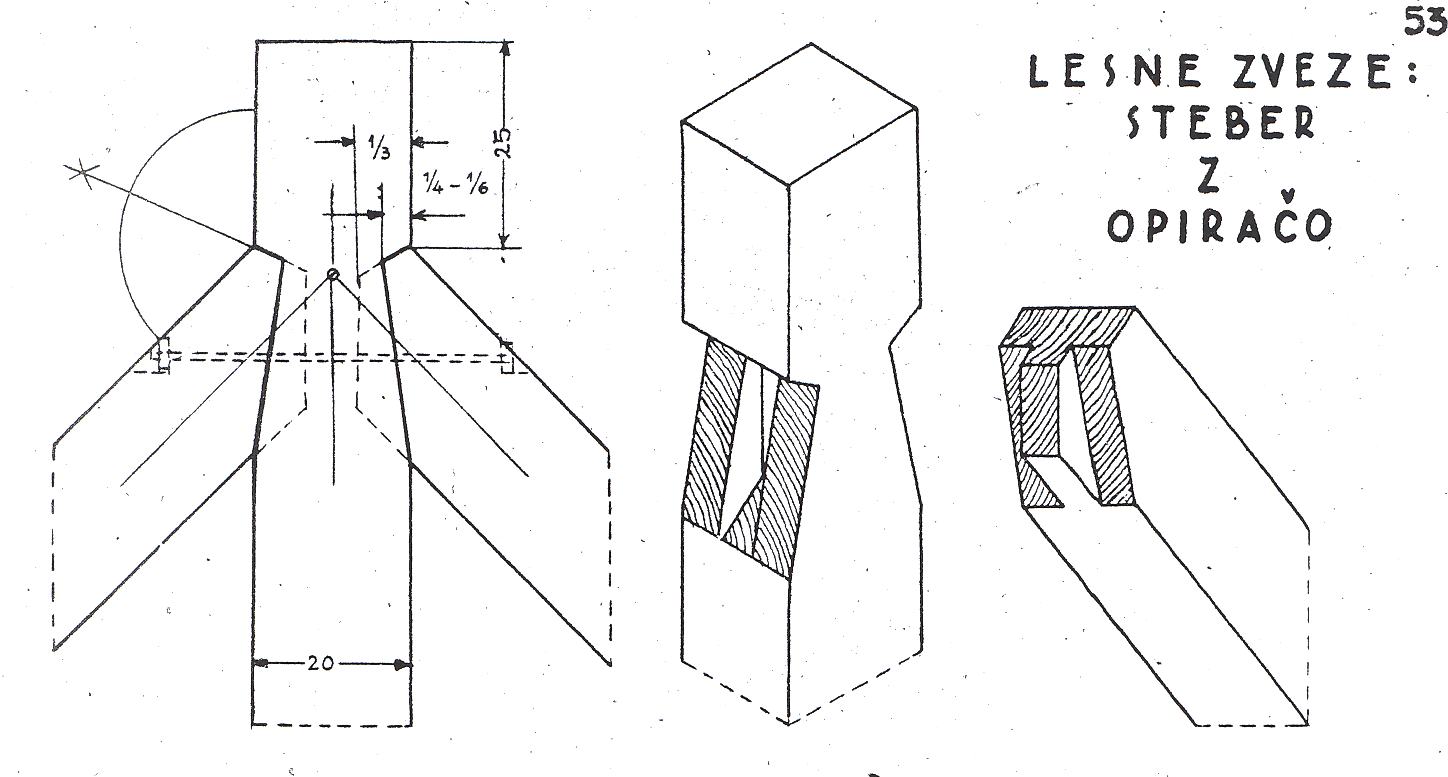 53
LESNE ZVEZE:
STEBER
Z
OPIRAČO
25
1/3
1/4 - 1/6
20